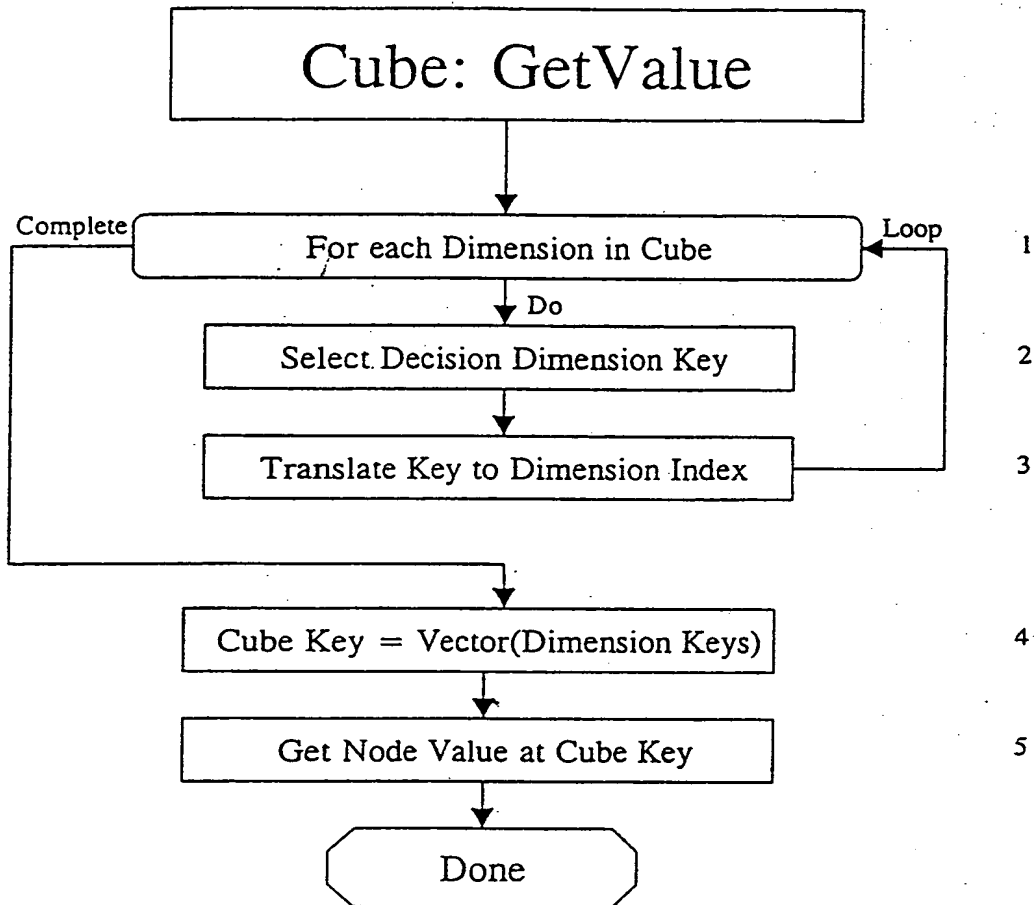 Cube: GetValue
Complete
Loop
For each Dimension in Cube
1
Do
Select Decision Dimension Key
2
Translate Key to Dimension Index
3
Cube Key = Vector(Dimension Keys)
4
Get Node Value at Cube Key
5
Done